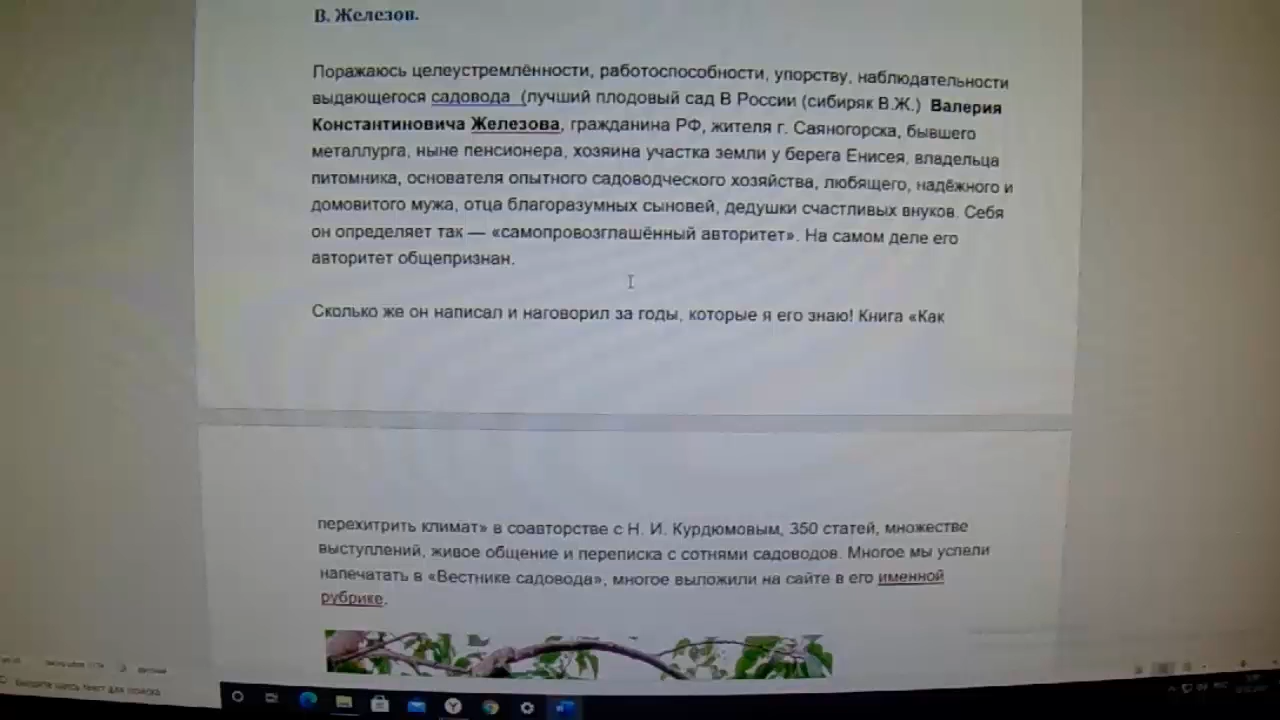 В. Железов.
Поражаюсь целеустремлённости, работоспособности, упорству, наблюдательности
выдающегося садовода (лучший плодовый сад В России (сибиряк В.Ж.) Валерия
Константиновича Железова, гражданина РФ, жителя г. Саяногорска, бывшего
металлурга, ныне пенсионера, хозяина участка земли у берега Енисея, владельца
питомника, основателя опытного садоводческого хозяйства, любящего, надёжного и
домовитого мужа, отца благоразумных сыновей, дедушки счастливых внуков. Себя
он определяет так — «самопровозглашённый авторитет». На самом деле его
авторитет общепризнан.
Сколько же он написал и наговорил за годы, которые я его знаю! Книга «Как
перехитрить климат» в соавторстве с Н. И. Курдюмовым, 350 статей, множестве
выступлений, живое общение и переписка с сотнями садоводов. Многое мы успели
напечатать в «Вестнике садовода», многое выложили на сайте в его именной
рубрике.
Введите здесь текст для поиска